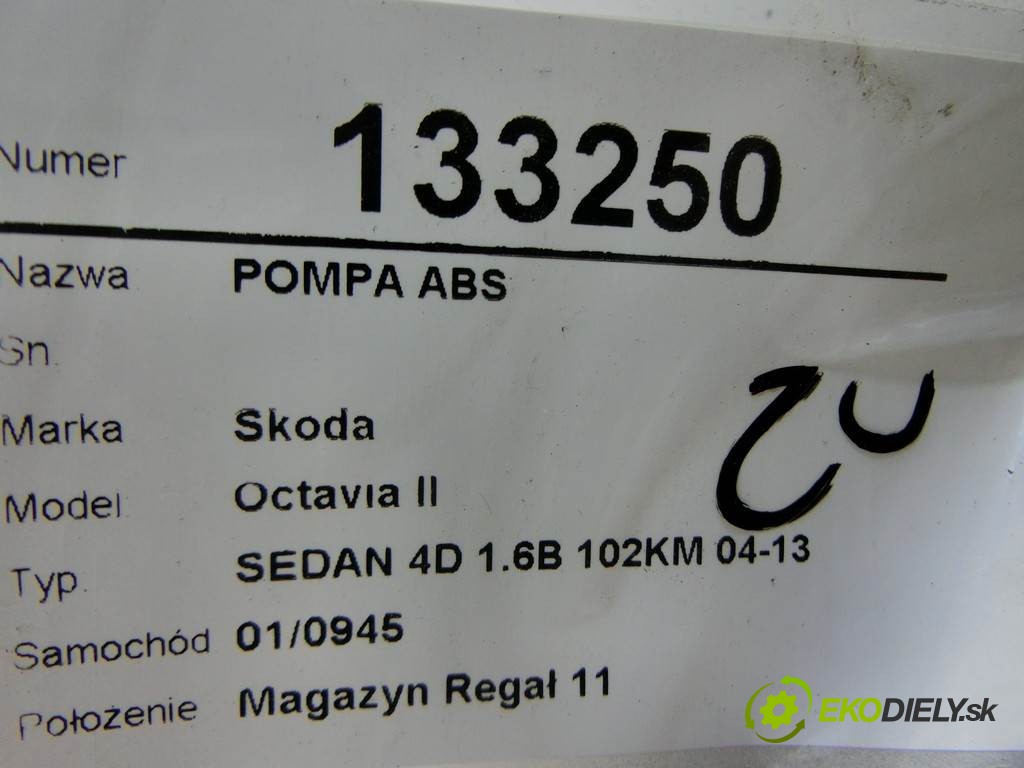 Numer 133250
Nazwa POMPA ABS
Sn.
Marka Skoda
Model Octavia II
Typ. SEDAN 4D 1.6B 102KM 04-13
Samochód 01/0945
Położenie Magazyn Regał 11
EKODIELY.sk